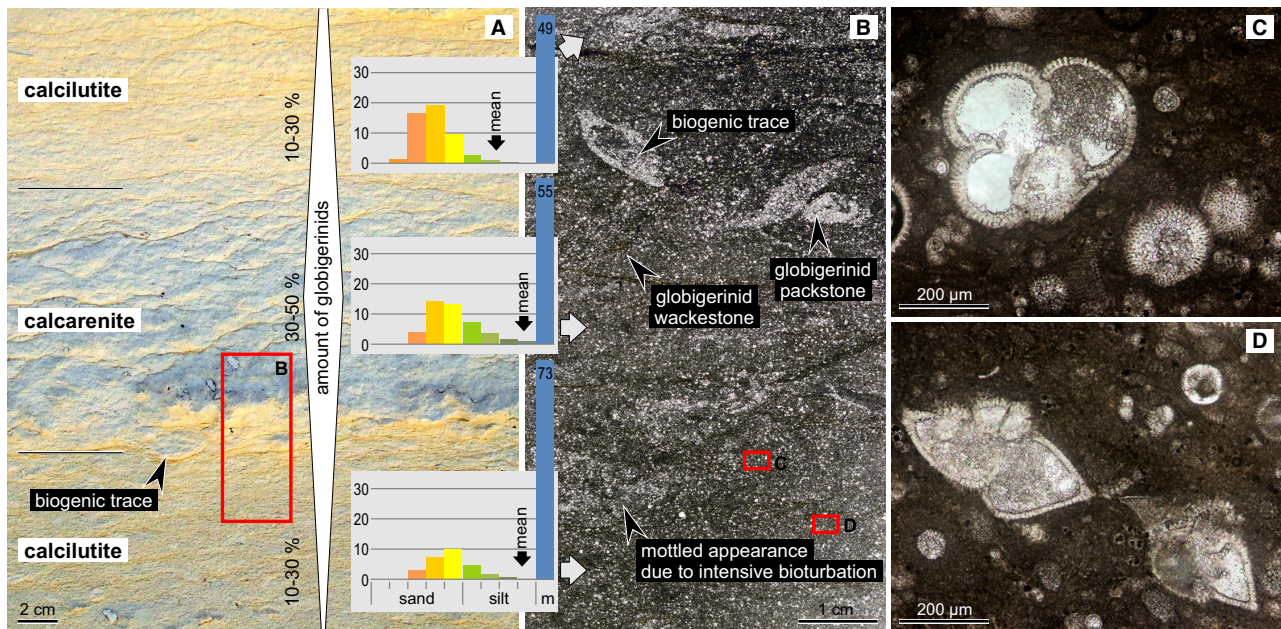 A
calcilutite
10-30 %
30
20
10
0
mean
49
calcarenite
30-50 %
amount of globigerinids
30
20
10
0
mean
55
B
biogenic trace
calcilutite
10-30 %
30
20
10
0
mean
73
sand
silt
m
2 cm
B
biogenic trace
globigerinid
packstone
globigerinid
wackestone
C
D
mottled appearance
due to intensive bioturbation
1 cm
C
200 µm
D
200 µm